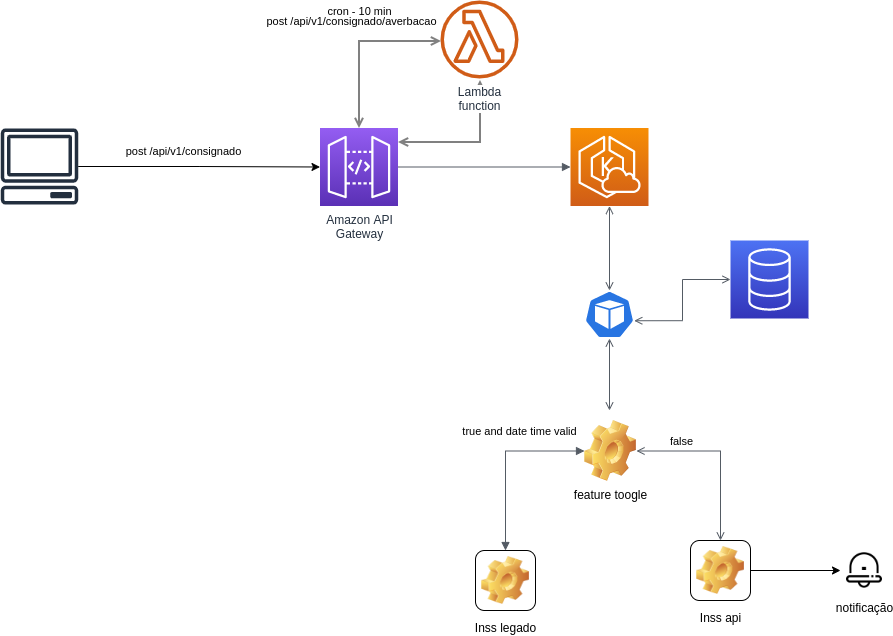 cron - 10 min
post /api/v1/consignado/averbacao
Lambda
function
post /api/v1/consignado
Amazon API
Gateway
true and date time valid
false
feature toogle
Inss legado
Inss api
notificação